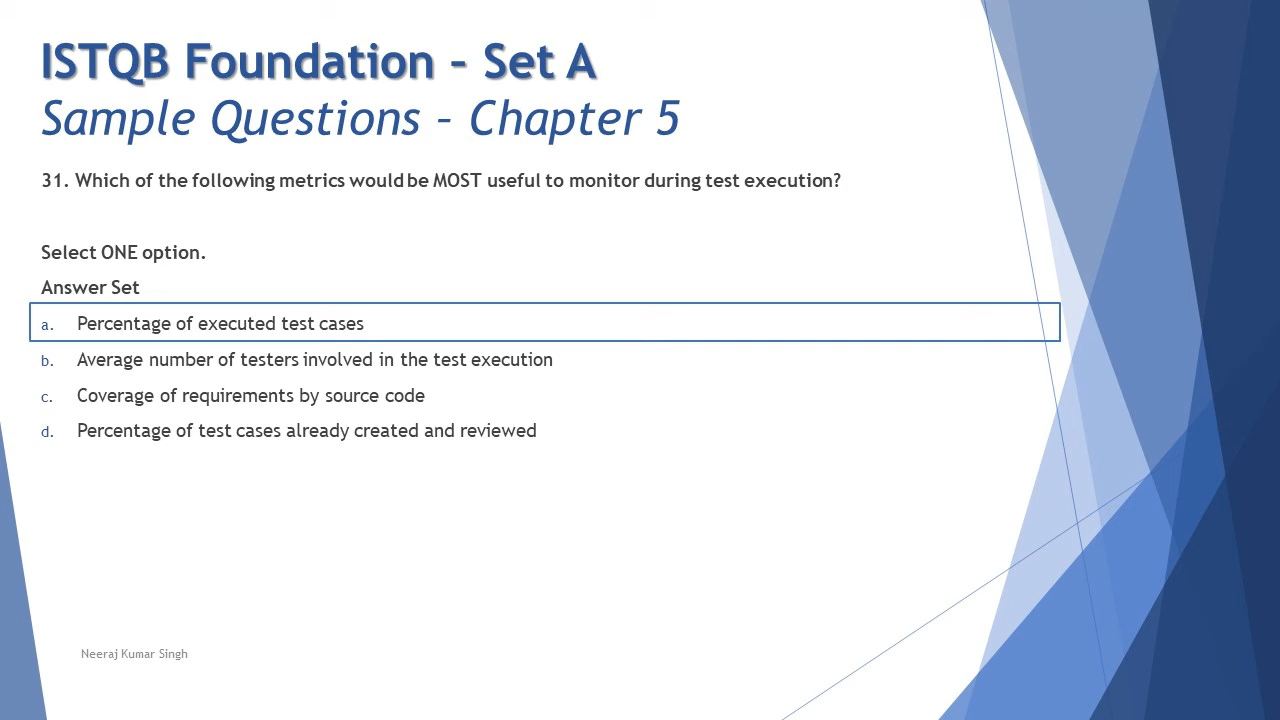 ISTQB Foundation – Set A
Sample Questions – Chapter 5
31. Which of the following metrics would be MOST useful to monitor during test execution?
Select ONE option.
Answer Set
a. Percentage of executed test cases
b. Average number of testers involved in the test execution
c. Coverage of requirements by source code
d. Percentage of test cases already created and reviewed
Neeraj Kumar Singh